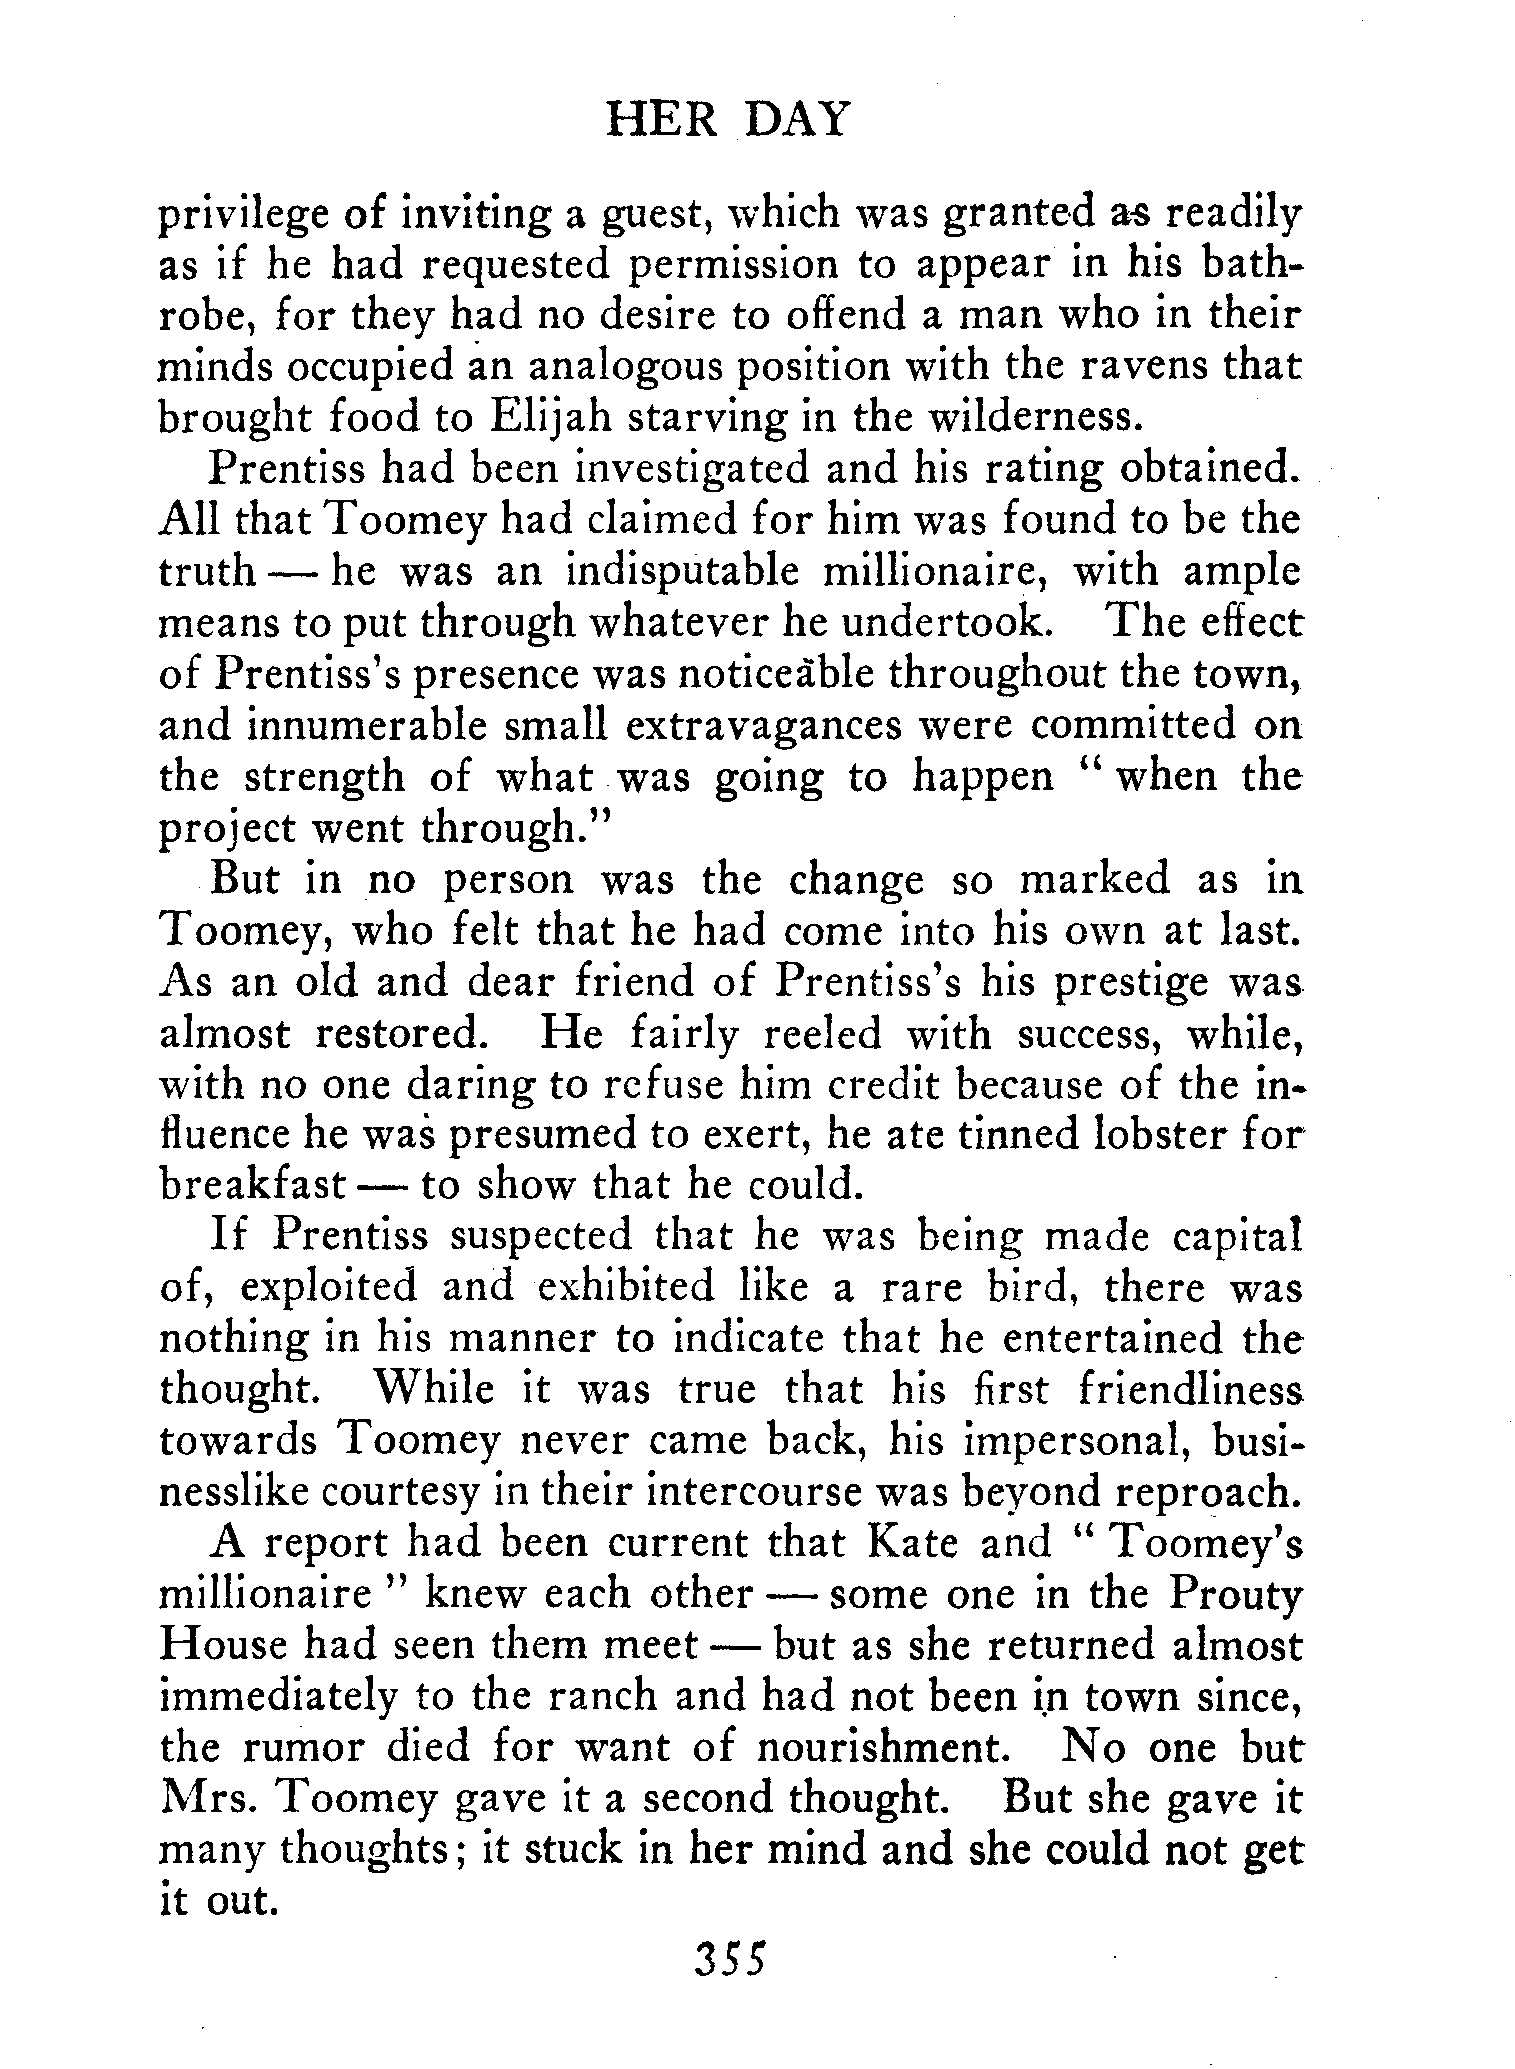 HER DAY
privilege of inviting a guest, which was granted as readily
as if he had requested permission to appear in his bath-
robe, for they had no desire to offend a man who in their
minds occupied an analogous position with the ravens that
brought food to Elijah starving in the wilderness.
Prentiss had been investigated and his rating obtained.
All that Toomey had claimed for him was found to be the
truth — he was an indisputable millionaire, with ample
means to put through whatever he undertook. The effect
of Prentiss's presence was noticeable throughout the town,
and innumerable small extravagances were committed on
the strength of what was going to happen " when the
project went through."
But in no person was the change so marked as in
Toomey, who felt that he had come into his own at last.
As an old and dear friend of Prentiss's his prestige was
almost restored. He fairly reeled with success, while,
with no one daring to refuse him credit because of the in-
fluence he was presumed to exert, he ate tinned lobster for
breakfast — to show that he could.
If Prentiss suspected that he was being made capital
of, exploited and exhibited like a rare bird, there was
nothing in his manner to indicate that he entertained the
thought. While it was true that his first friendliness
towards Toomey never came back, his impersonal, busi-
nesslike courtesy in their intercourse was beyond reproach.
A report had been current that Kate and " Toomey's
millionaire " knew each other — some one in the Prouty
House had seen them meet — but as she returned almost
immediately to the ranch and had not been in town since,
the rumor died for want of nourishment. No one but
Mrs. Toomey gave it a second thought. But she gave it
many thoughts; it stuck in her mind and she could not get
it out.
355